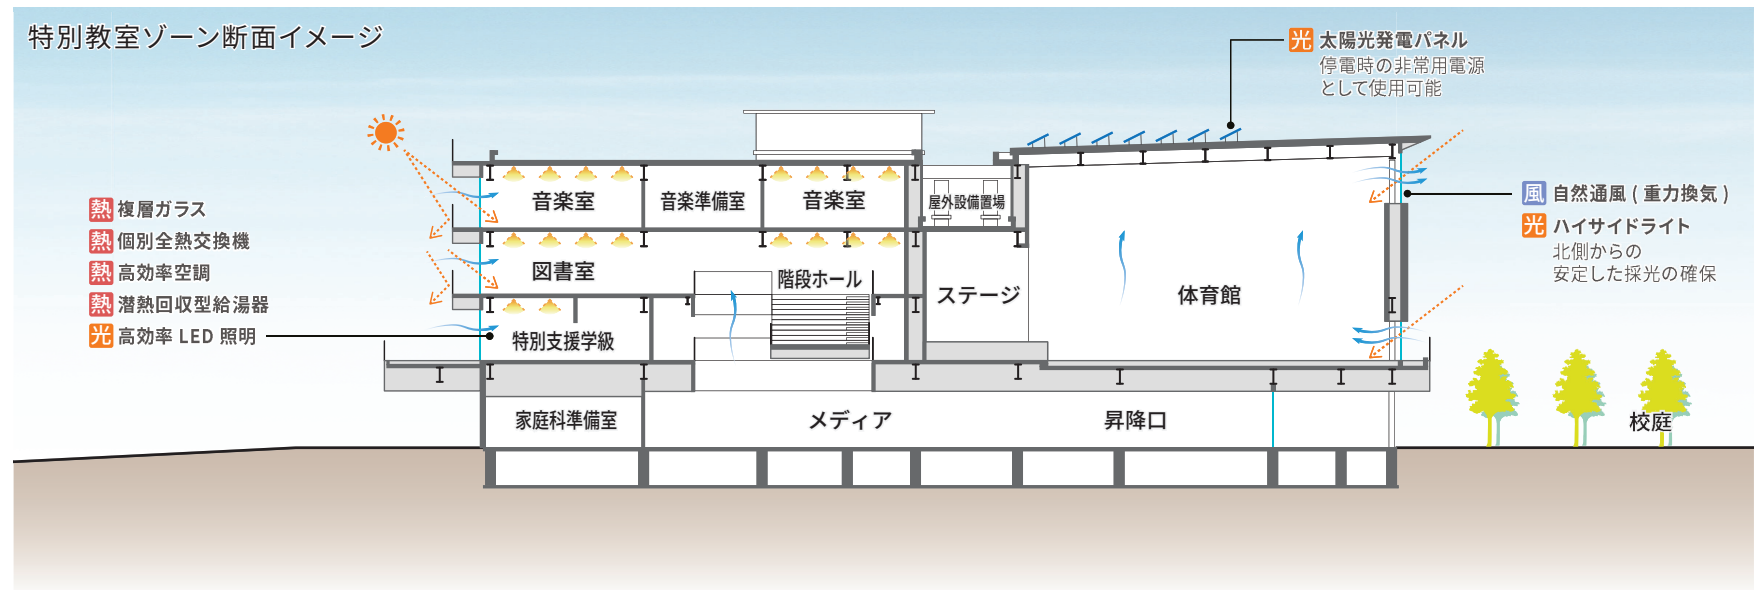 特別教室ゾーン断面イメージ
光 太陽光発電パネル
停電時の非常用電源
として使用可能
熱 複層ガラス
熱 個別全熱交換機
熱 高効率空調
熱 潜熱回収型給湯器
光 高効率 LED 照明
音楽室
音楽準備室
音楽室
屋外設備置場
図書室
階段ホール
ステージ
体育館
特別支援学級
家庭科準備室
メディア
昇降口
風 自然通風 ( 重力換気 )
光 ハイサイドライト
北側からの
安定した採光の確保
校庭